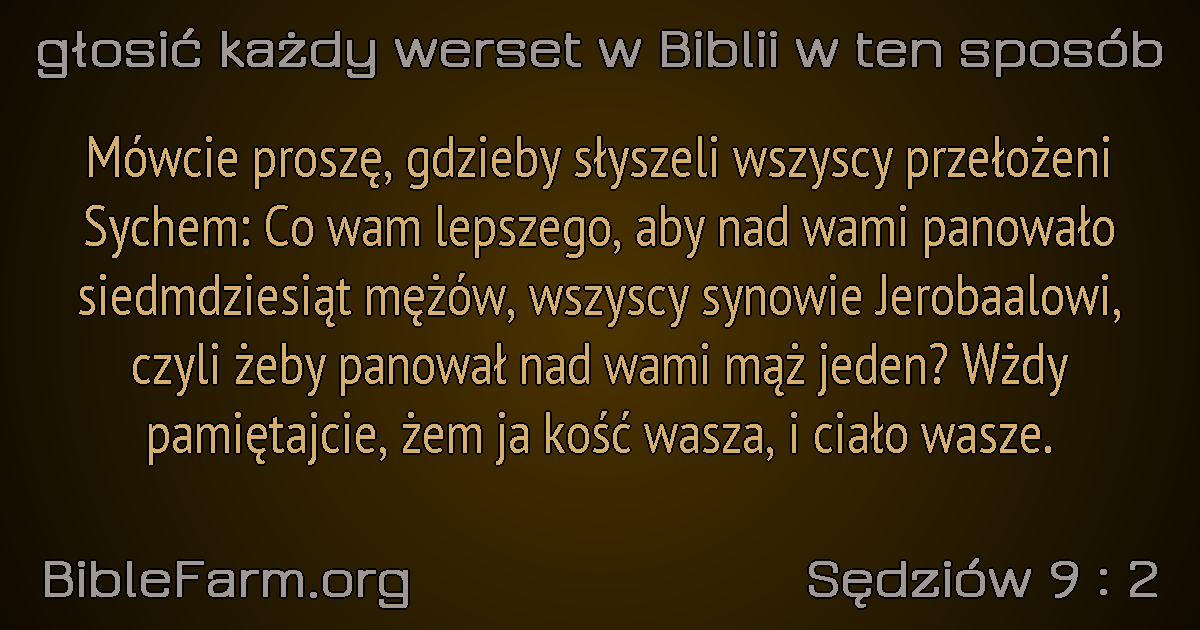 głosić każdy werset w Biblii w ten sposób
Mówcie proszę, gdzieby słyszeli wszyscy przełożeni
Sychem: Co wam lepszego, aby nad wami panowało
siedmdziesiąt mężów, wszyscy synowie Jerobaalowi,
czyli żeby panował nad wami mąż jeden? Wżdy
pamiętajcie, żem ja kość wasza, i ciało wasze.
BibleFarm.org
Sędziów 9 : 2